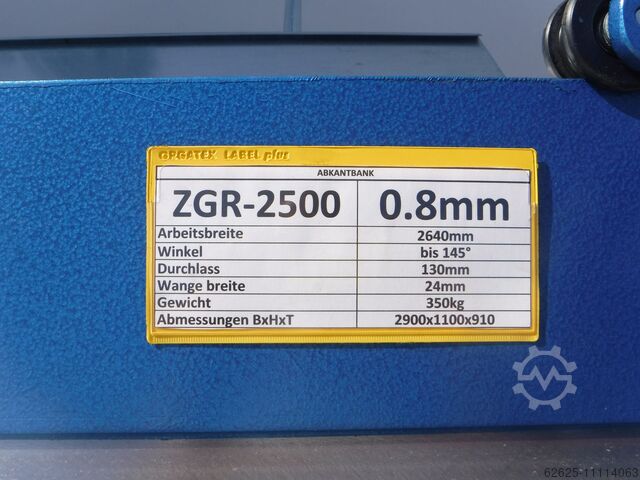 ORGATEX LABEL plus
ABKANTBANK
ZGR-2500 0.8mm
Arbeitsbreite 2640mm
Winkel bis 145°
Durchlass 130mm
Wange breite 24mm
Gewicht 350kg
Abmessungen BxHxT 2900x1100x910
62625-11114063